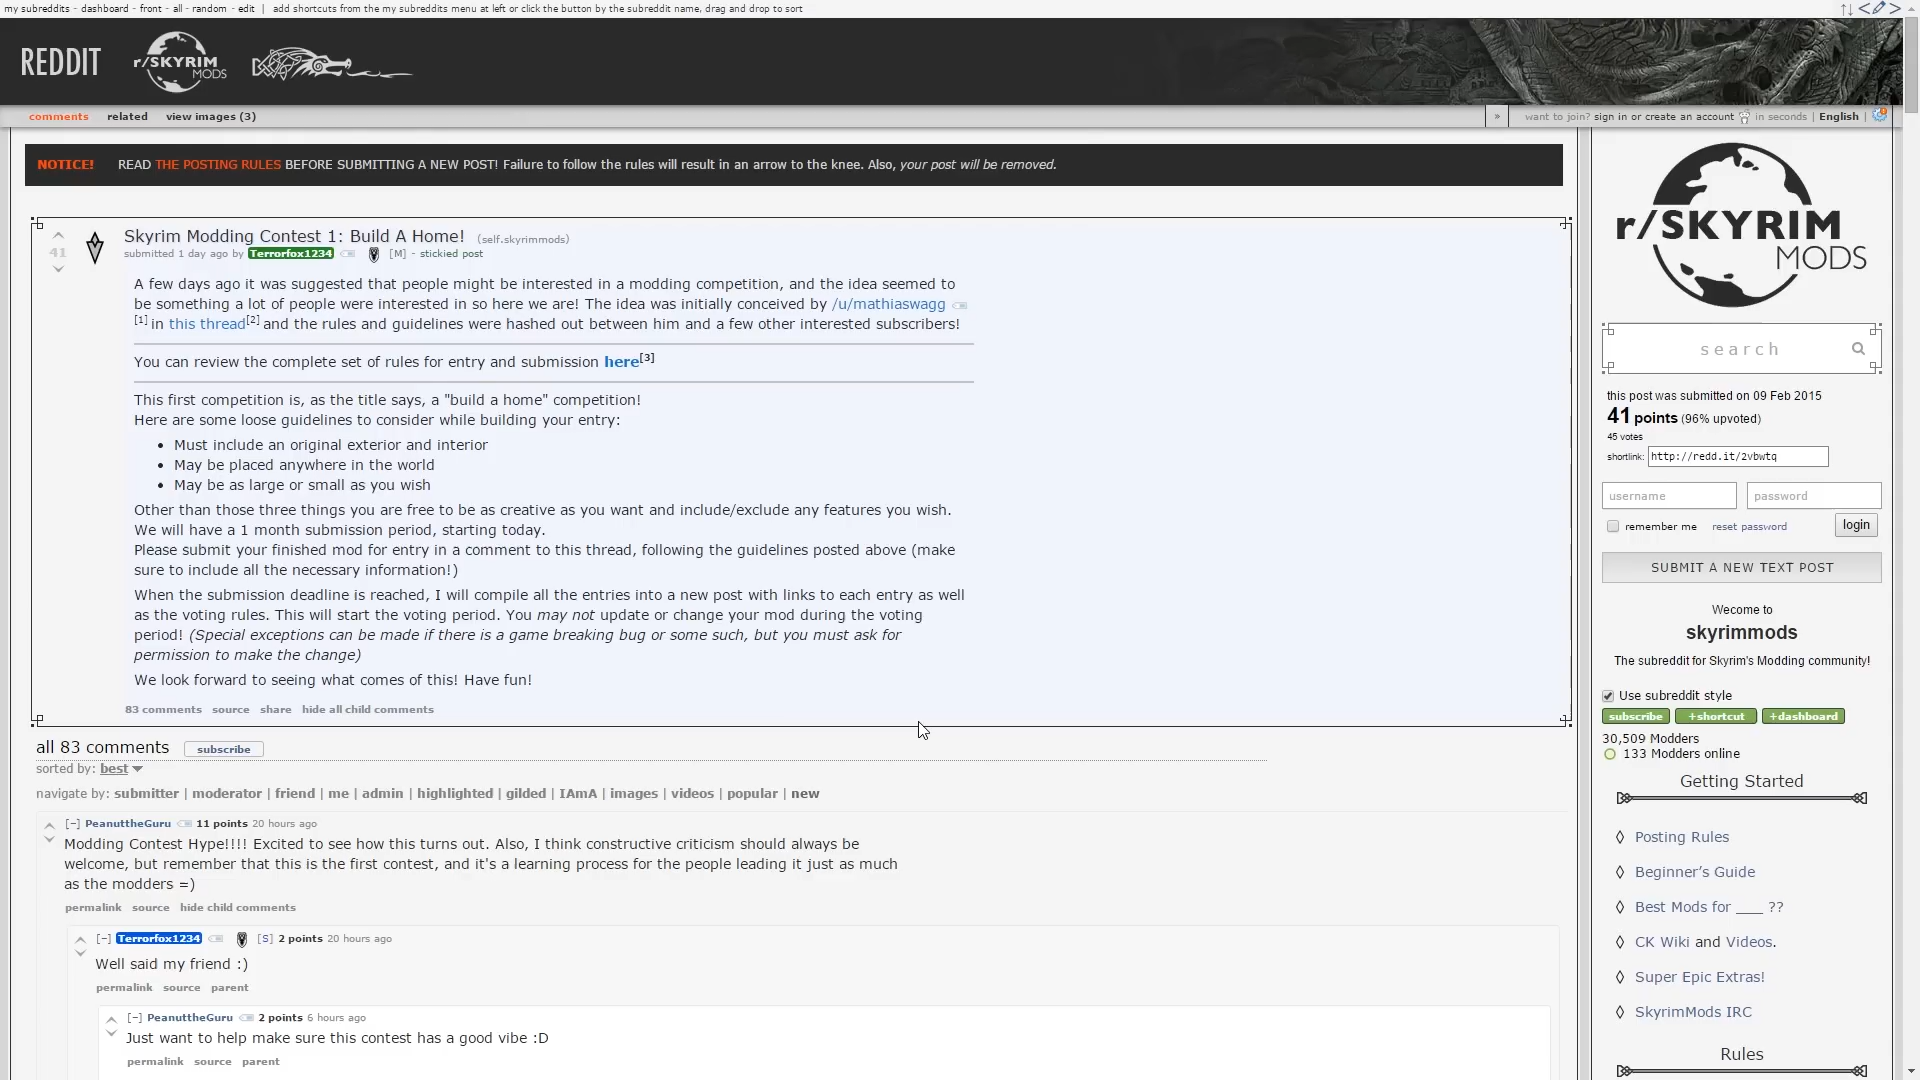 my subreddits - dashboard - front - all - random - edit | add shortcuts from the my subreddits menu at left or click the button by the subreddit name, drag and drop to sort
REDDIT
r/SKYRIM
MODS
comments related view images (3)
» want to join? sign in or create an account in seconds | English |
NOTICE! READ THE POSTING RULES BEFORE SUBMITTING A NEW POST! Failure to follow the rules will result in an arrow to the knee. Also, your post will be removed.
41
Skyrim Modding Contest 1: Build A Home! (self.skyrimmods)
submitted 1 day ago by Terrorfox1234 [M] - stickied post
A few days ago it was suggested that people might be interested in a modding competition, and the idea seemed to
be something a lot of people were interested in so here we are! The idea was initially conceived by /u/mathiaswagg
[1] in this thread[2] and the rules and guidelines were hashed out between him and a few other interested subscribers!
You can review the complete set of rules for entry and submission here[3]
This first competition is, as the title says, a "build a home" competition!
Here are some loose guidelines to consider while building your entry:
• Must include an original exterior and interior
• May be placed anywhere in the world
• May be as large or small as you wish
Other than those three things you are free to be as creative as you want and include/exclude any features you wish.
We will have a 1 month submission period, starting today.
Please submit your finished mod for entry in a comment to this thread, following the guidelines posted above (make
sure to include all the necessary information!)
When the submission deadline is reached, I will compile all the entries into a new post with links to each entry as well
as the voting rules. This will start the voting period. You may not update or change your mod during the voting
period! (Special exceptions can be made if there is a game breaking bug or some such, but you must ask for
permission to make the change)
We look forward to seeing what comes of this! Have fun!
83 comments source share hide all child comments
all 83 comments subscribe
sorted by: best
navigate by: submitter | moderator | friend | me | admin | highlighted | gilded | IAmA | images | videos | popular | new
[–] PeanuttheGuru 11 points 20 hours ago
Modding Contest Hype!!!! Excited to see how this turns out. Also, I think constructive criticism should always be
welcome, but remember that this is the first contest, and it's a learning process for the people leading it just as much
as the modders =)
permalink source hide child comments
[–] Terrorfox1234 [S] 2 points 20 hours ago
Well said my friend :)
permalink source parent
[–] PeanuttheGuru 2 points 6 hours ago
Just want to help make sure this contest has a good vibe :D
permalink source parent
r/SKYRIM
MODS
search
this post was submitted on 09 Feb 2015
41 points (96% upvoted)
45 votes
shortlink: http://redd.it/2vbwtq
username password
remember me reset password login
SUBMIT A NEW TEXT POST
Wecome to
skyrimmods
The subreddit for Skyrim's Modding community!
Use subreddit style
subscribe +shortcut +dashboard
30,509 Modders
133 Modders online
Getting Started
◊ Posting Rules
◊ Beginner's Guide
◊ Best Mods for ___ ??
◊ CK Wiki and Videos.
◊ Super Epic Extras!
◊ SkyrimMods IRC
Rules